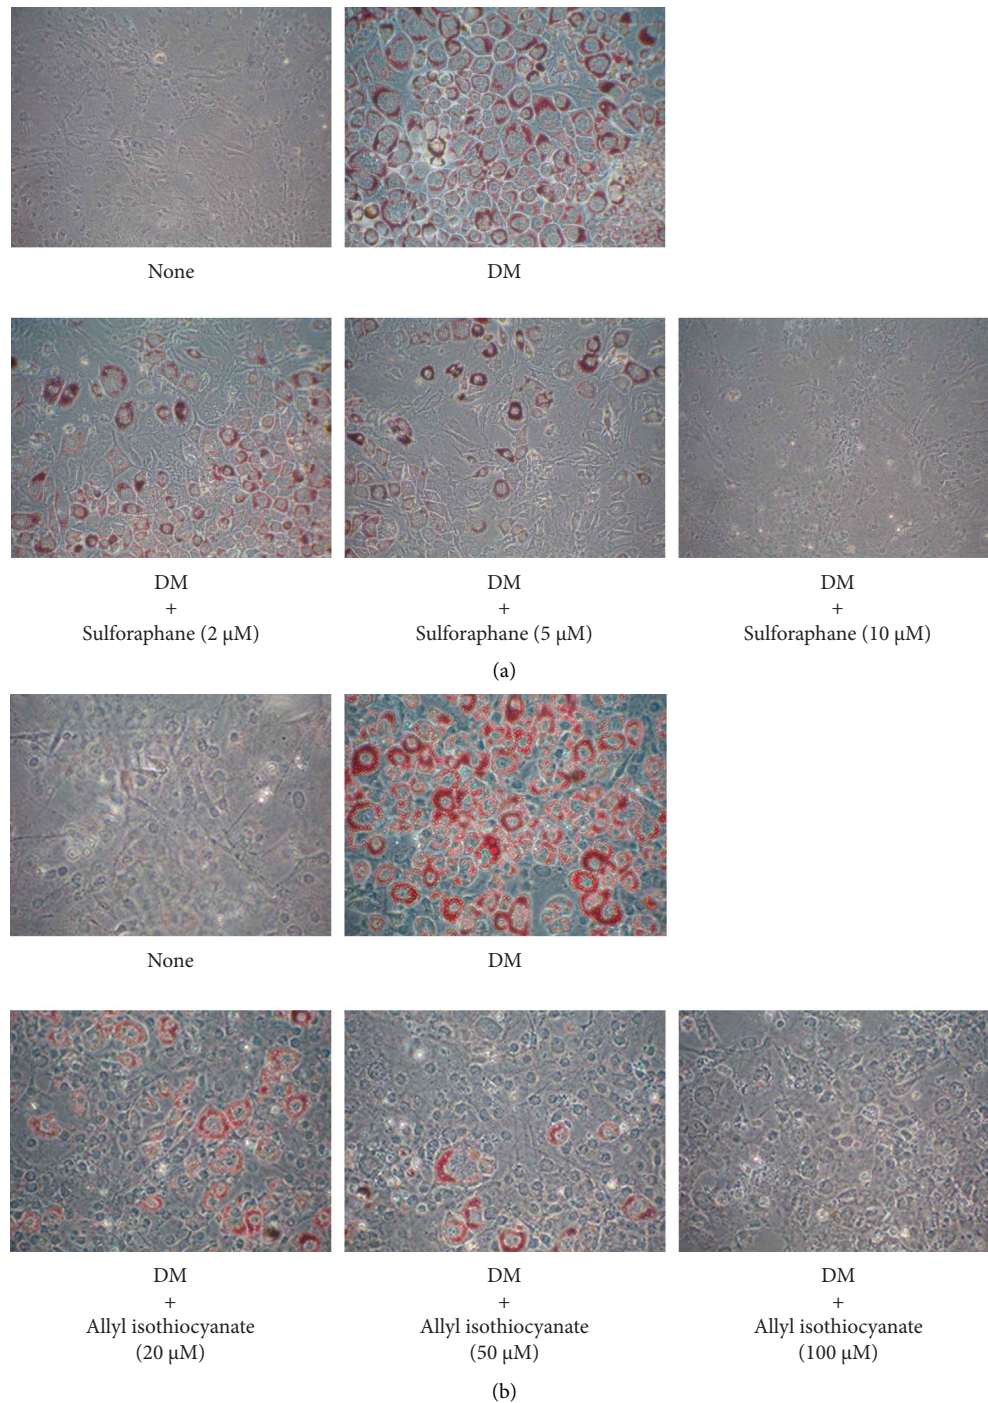 None
DM
DM
+
Sulforaphane (2 μM)
DM
+
Sulforaphane (5 μM)
DM
+
Sulforaphane (10 μM)
(a)
None
DM
DM
+
Allyl isothiocyanate
(20 μM)
DM
+
Allyl isothiocyanate
(50 μM)
DM
+
Allyl isothiocyanate
(100 μM)
(b)